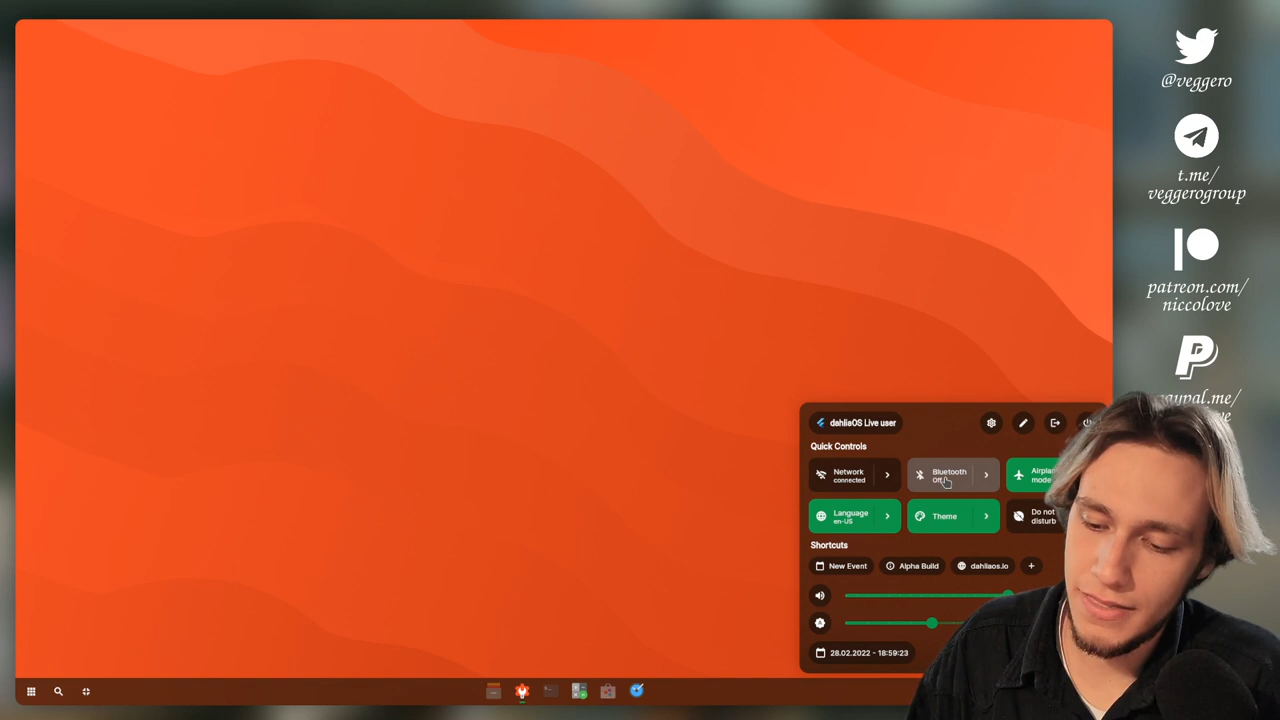 @veggero
t.me/
veggerogroup
patreon.com/
niccolove
dahliaOS Live user
Quick Controls
Network
connected
Bluetooth
Off
mode
Language
en-US
Theme
Do not
disturb
Shortcuts
New Event
Alpha Build
dahliaos.io
+
28.02.2022 - 18:59:23